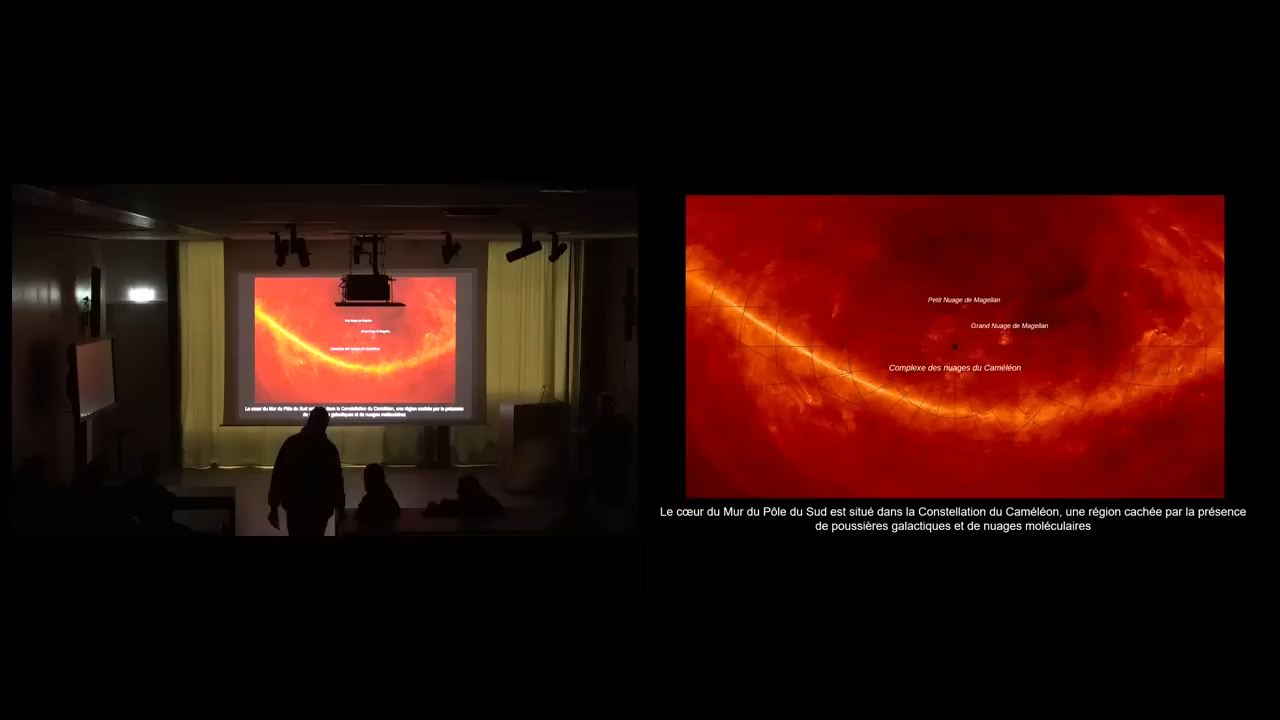 Petit Nuage de Magellan
Grand Nuage de Magellan
Complexe des nuages du Caméléon
Le cœur du Mur du Pôle du Sud est situé dans la Constellation du Caméléon, une région cachée par la présence
de poussières galactiques et de nuages moléculaires